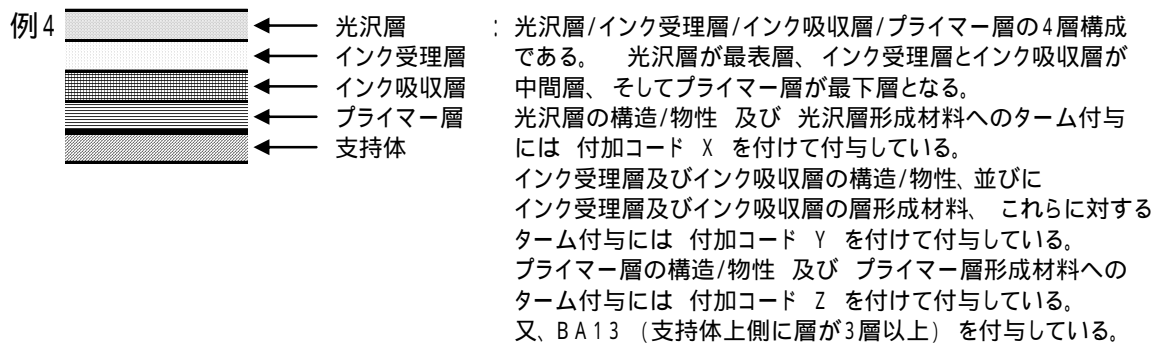 例4
光沢層
インク受理層
インク吸収層
プライマー層
支持体
: 光沢層/インク受理層/インク吸収層/プライマー層の4層構成
である。 光沢層が最表層、インク受理層とインク吸収層が
中間層、そしてプライマー層が最下層となる。
光沢層の構造/物性 及び 光沢層形成材料へのターム付与
には 付加コード X を付けて付与している。
インク受理層及びインク吸収層の構造/物性、並びに
インク受理層及びインク吸収層の層形成材料、 これらに対する
ターム付与には 付加コード Y を付けて付与している。
プライマー層の構造/物性 及び プライマー層形成材料への
ターム付与には 付加コード Z を付けて付与している。
又、BA13 (支持体上側に層が3層以上) を付与している。